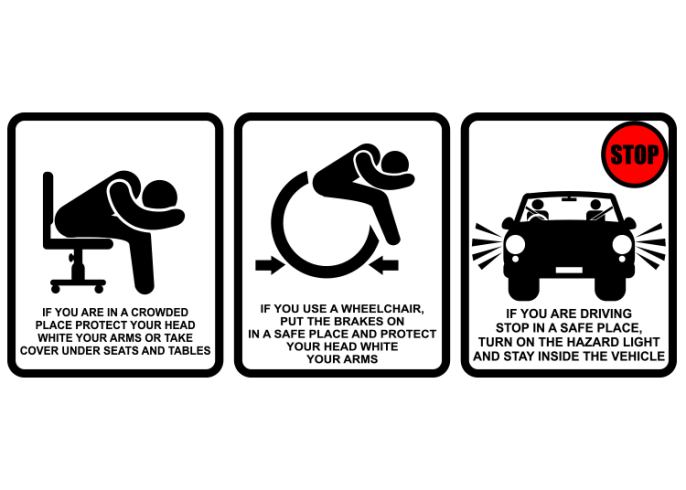 IF YOU ARE IN A CROWDED
PLACE PROTECT YOUR HEAD
WHITE YOUR ARMS OR TAKE
COVER UNDER SEATS AND TABLES
IF YOU USE A WHEELCHAIR,
PUT THE BRAKES ON
IN A SAFE PLACE AND PROTECT
YOUR HEAD WHITE
YOUR ARMS
STOP
IF YOU ARE DRIVING
STOP IN A SAFE PLACE,
TURN ON THE HAZARD LIGHT
AND STAY INSIDE THE VEHICLE